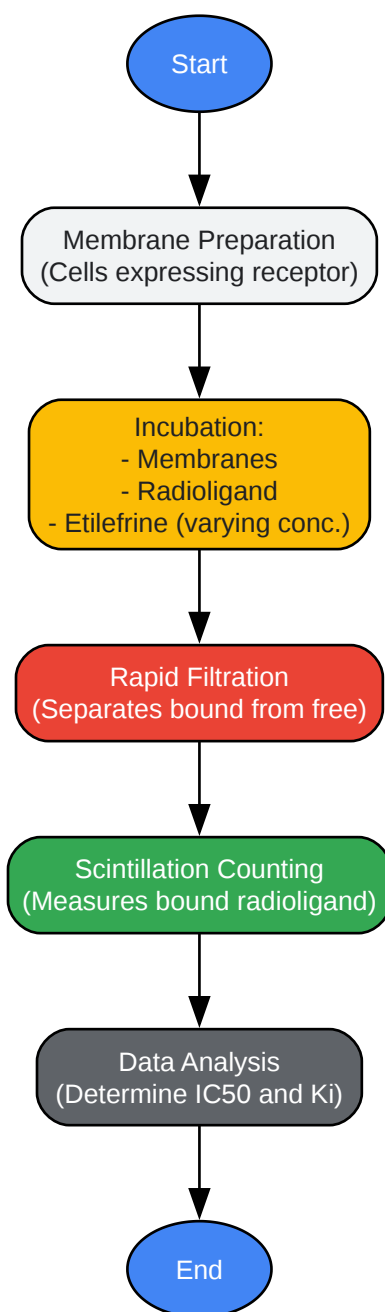 Start
Membrane Preparation
(Cells expressing receptor)
Incubation:
- Membranes
- Radioligand
- Etilefrine (varying conc.)
Rapid Filtration
(Separates bound from free)
Scintillation Counting
(Measures bound radioligand)
Data Analysis
(Determine IC50 and Ki)
End